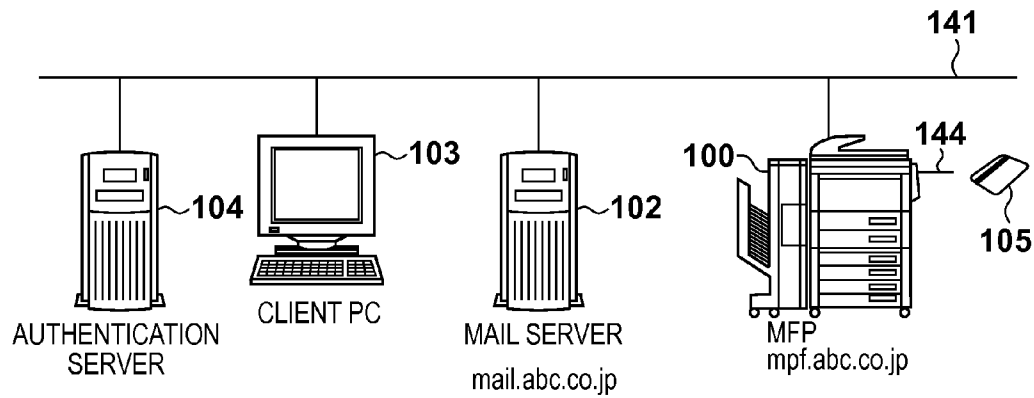 141
103
100
144
104
102
105
AUTHENTICATION
SERVER
CLIENT PC
MAIL SERVER
mail.abc.co.jp
MFP
mpf.abc.co.jp